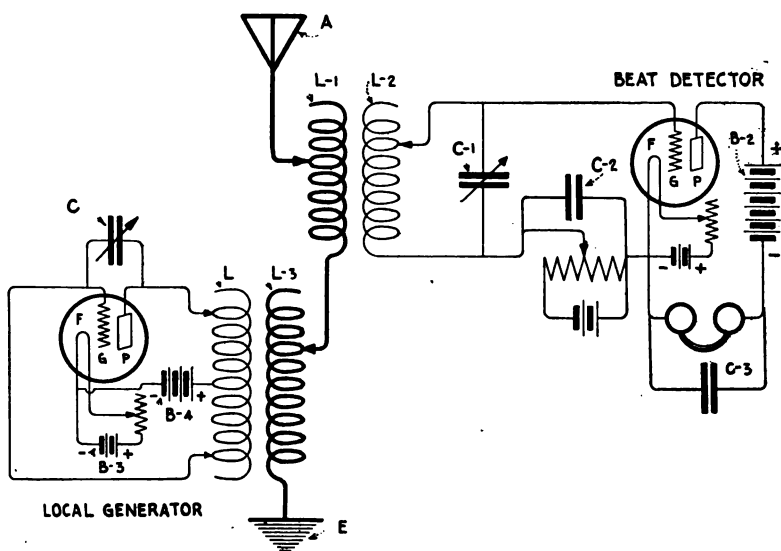 A
L-1
L-2
BEAT DETECTOR
F
G
P
B-2
±
-
C-1
C-2
- +
C
F
G
P
L
L-3
C-3
- +
B-4
- +
B-3
LOCAL GENERATOR
E